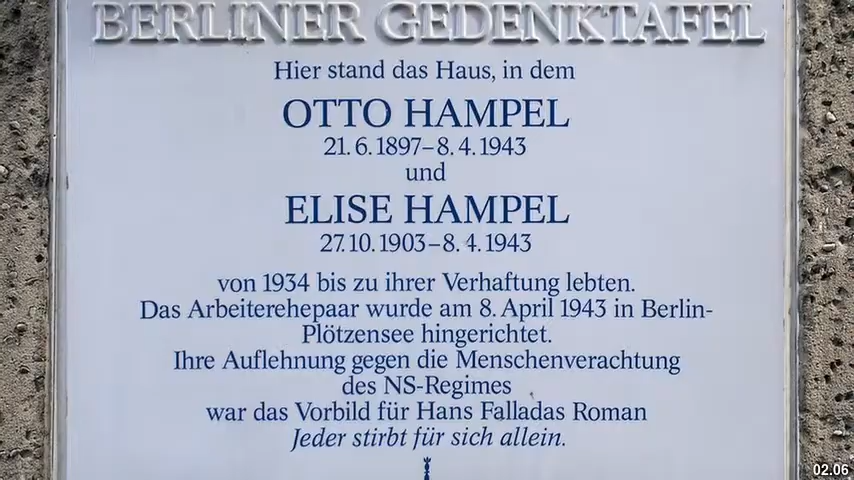 BERLINER GEDENKTAFEL
Hier stand das Haus, in dem
OTTO HAMPEL
21. 6. 1897–8. 4. 1943
und
ELISE HAMPEL
27. 10. 1903–8. 4. 1943
von 1934 bis zu ihrer Verhaftung lebten.
Das Arbeiterehepaar wurde am 8. April 1943 in Berlin-
Plötzensee hingerichtet.
Ihre Auflehnung gegen die Menschenverachtung
des NS-Regimes
war das Vorbild für Hans Falladas Roman
Jeder stirbt für sich allein.
02.06